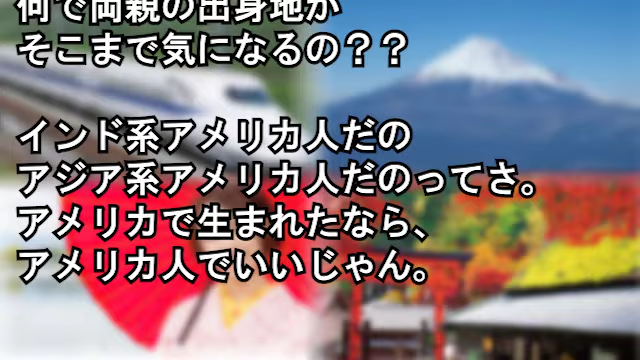 何で両親の出身地が
そこまで気になるの？？
インド系アメリカ人だの
アジア系アメリカ人だのってさ。
アメリカで生まれたなら、
アメリカ人でいいじゃん。